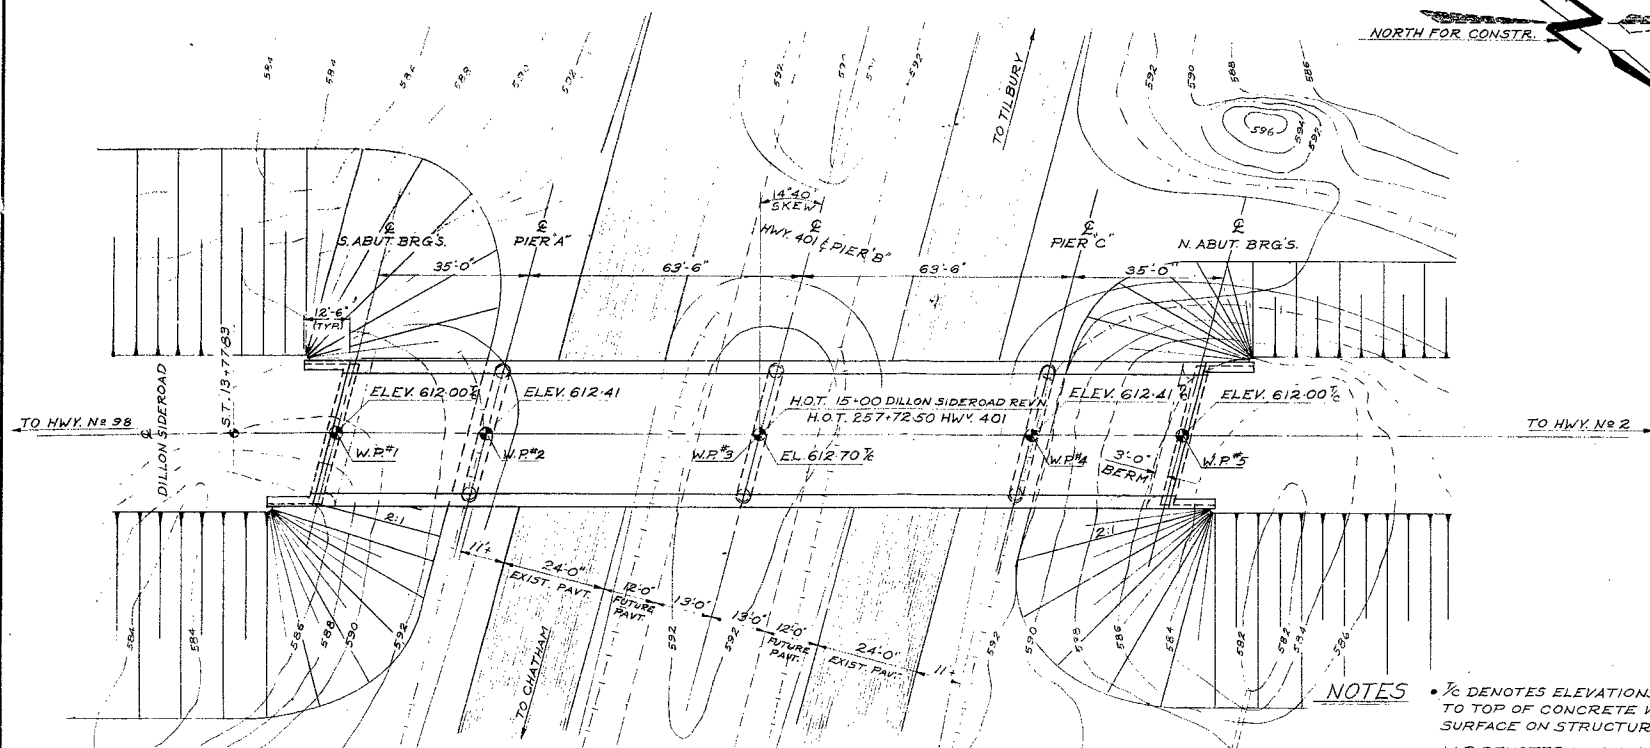 NORTH FOR CONSTR.
584
584
586
588
590
592
592
592
592
590
588
586
596
594
592
TO TILBURY
4°40'
SKEW
℄
S. ABUT. BRG'S.
℄
PIER "A"
℄
HWY. 401 & PIER "B"
℄
PIER "C"
℄
N. ABUT. BRG'S.
35'-0"
63'-6"
63'-6"
35'-0"
12'-6"
(TYP.)
S.T. 13+77.83
℄ DILLON SIDEROAD
ELEV. 612.00 T/C
ELEV. 612.41
H.O.T. 15+00 DILLON SIDEROAD REVN.
H.O.T. 257+72.50 HWY. 401
ELEV. 612.41 T/C
ELEV. 612.00 T/C
TO HWY. Nº 98
TO HWY. Nº 2
W.P.#1
W.P.#2
W.P.#3
EL. 612.70 T/C
W.P.#4
3'-0"
BERM
W.P.#5
2:1
2:1
11'±
24'-0"
EXIST. PAVT.
12'-0"
FUTURE
PAVT.
13'-0"
13'-0"
12'-0"
FUTURE
PAVT.
24'-0"
EXIST. PAVT.
11'±
584
584
586
588
590
592
TO CHATHAM
592
592
592
590
588
586
584
582
582
584
586
NOTES
• T/C DENOTES ELEVATION
TO TOP OF CONCRETE
SURFACE ON STRUCTUR